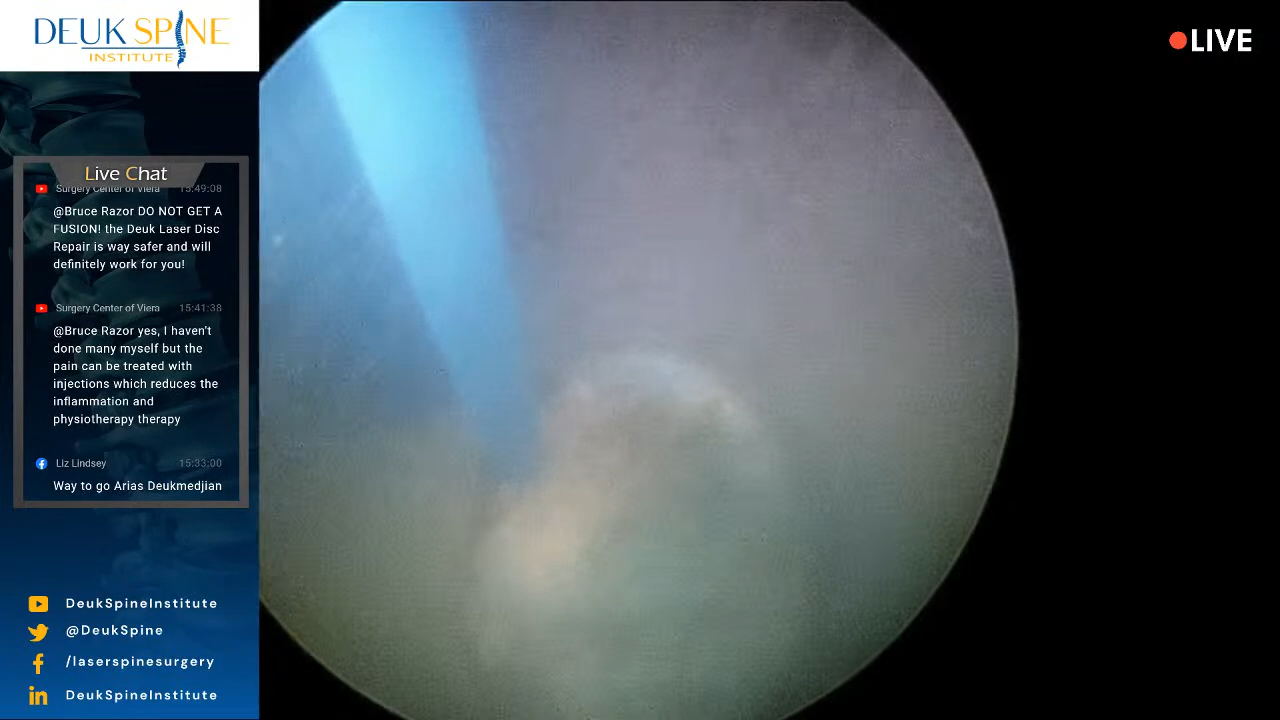 DEUK SPINE
INSTITUTE
LIVE
Live Chat
Surgery Center of Viera 15:49:08
@Bruce Razor DO NOT GET A
FUSION! the Deuk Laser Disc
Repair is way safer and will
definitely work for you!
Surgery Center of Viera 15:41:38
@Bruce Razor yes, I haven't
done many myself but the
pain can be treated with
injections which reduces the
inflammation and
physiotherapy therapy
Liz Lindsey 15:33:00
Way to go Arias Deukmedjian
DeukSpineInstitute
@DeukSpine
/laserspinesurgery
DeukSpineInstitute